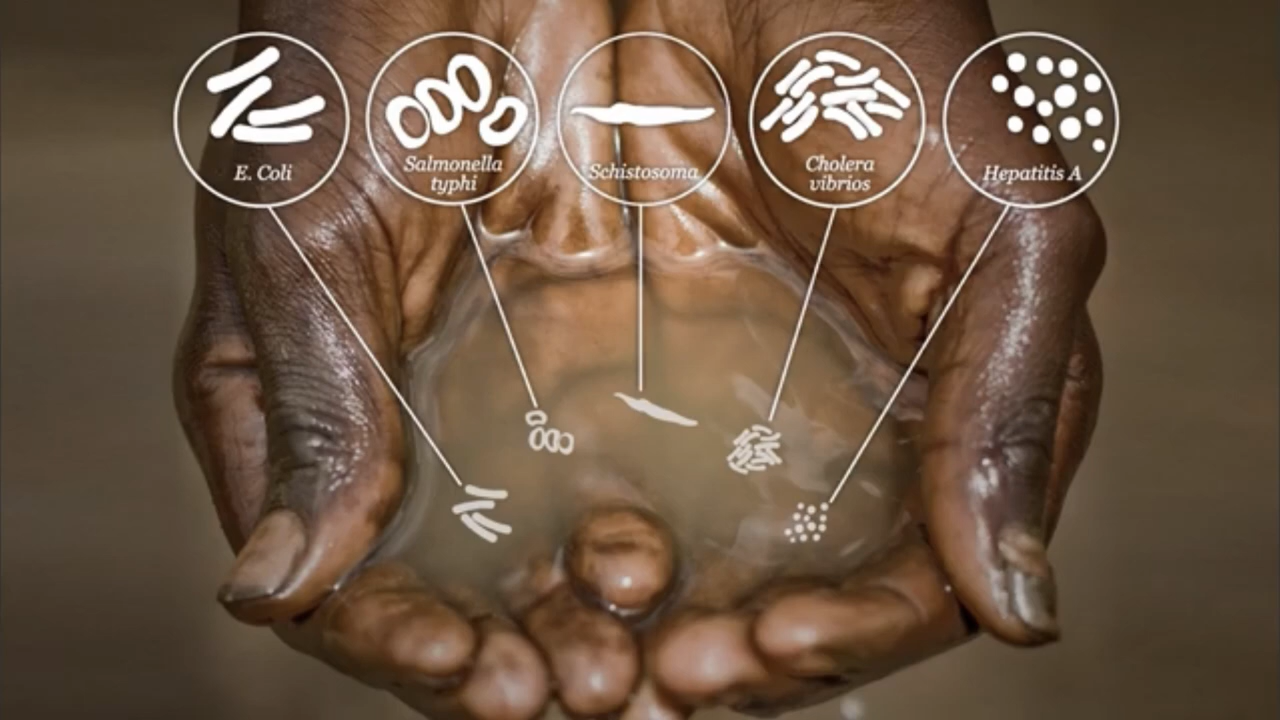 E. Coli
Salmonella
typhi
Schistosoma
Cholera
vibrios
Hepatitis A